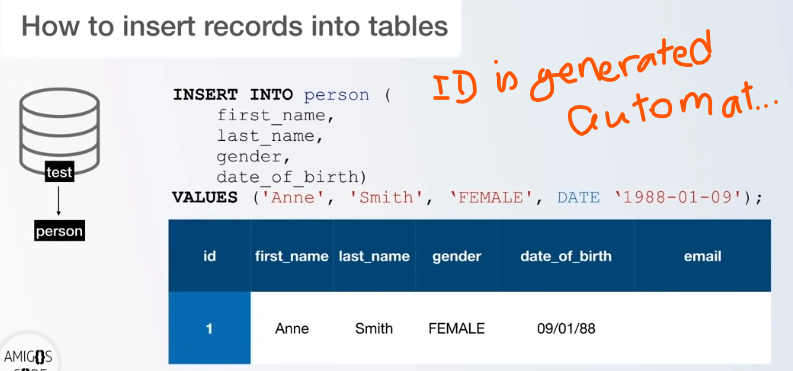 How to insert records into tables
ID is generated
automat...
INSERT INTO person (
first_name,
last_name,
gender,
date_of_birth)
VALUES ('Anne', 'Smith', ‘FEMALE', DATE ‘1988-01-09');
test
person
id first_name last_name gender date_of_birth email
1 Anne Smith FEMALE 09/01/88
AMIG{}S